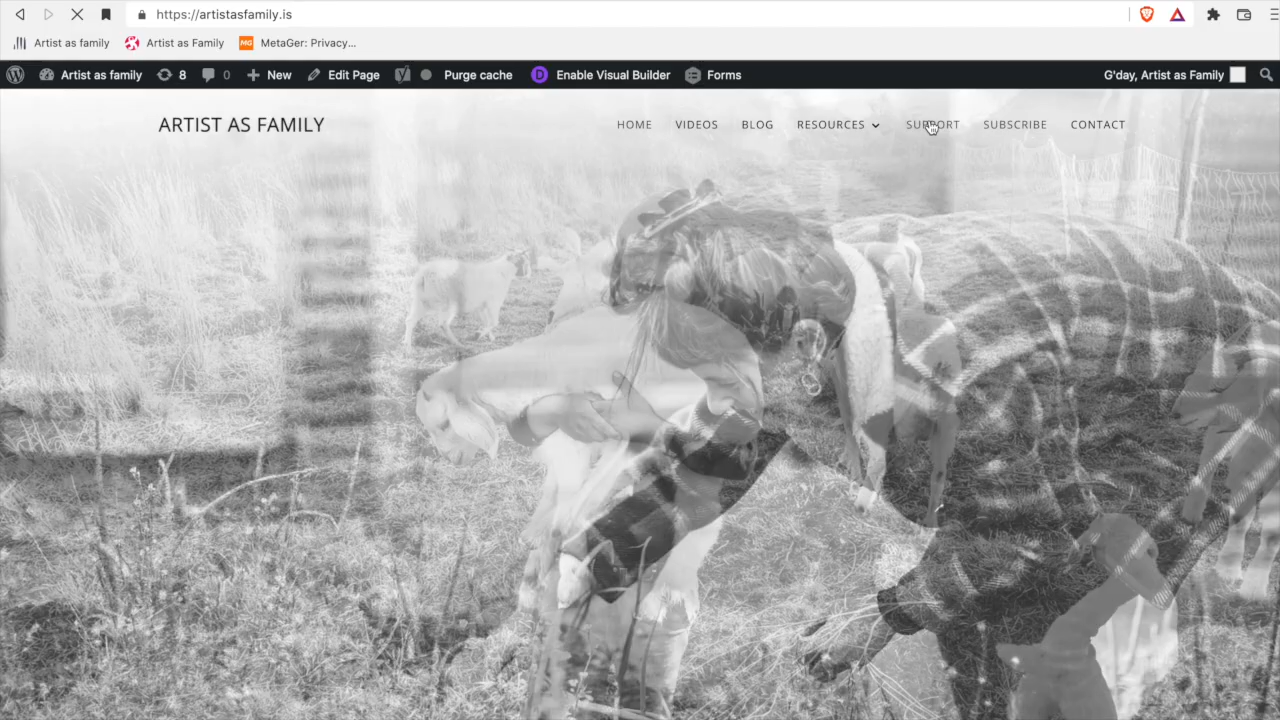 https://artistasfamily.is
Artist as family Artist as Family MG MetaGer: Privacy...
Artist as family 8 0 New Edit Page Purge cache D Enable Visual Builder Forms G'day, Artist as Family
ARTIST AS FAMILY HOME VIDEOS BLOG RESOURCES SUPPORT SUBSCRIBE CONTACT